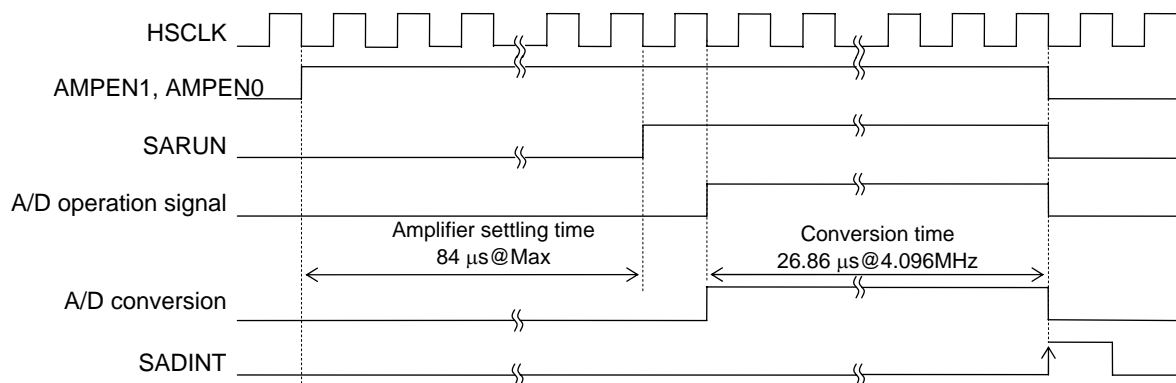 HSCLK
AMPEN1, AMPEN0
SARUN
A/D operation signal
Amplifier settling time
84 μs@Max
Conversion time
26.86 μs@4.096MHz
A/D conversion
SADINT